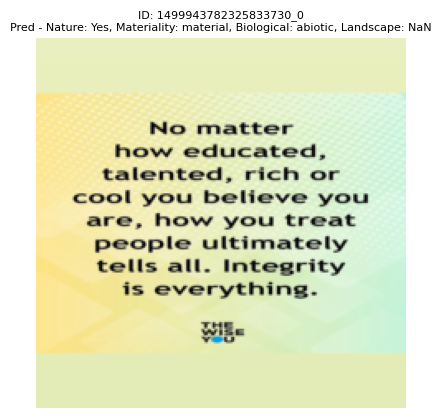 ID: 1499943782325833730_0
Pred - Nature: Yes, Materiality: material, Biological: abiotic, Landscape: NaN
No matter
how educated,
talented, rich or
cool you believe you
are, how you treat
people ultimately
tells all. Integrity
is everything.
THE
WISE
YOU